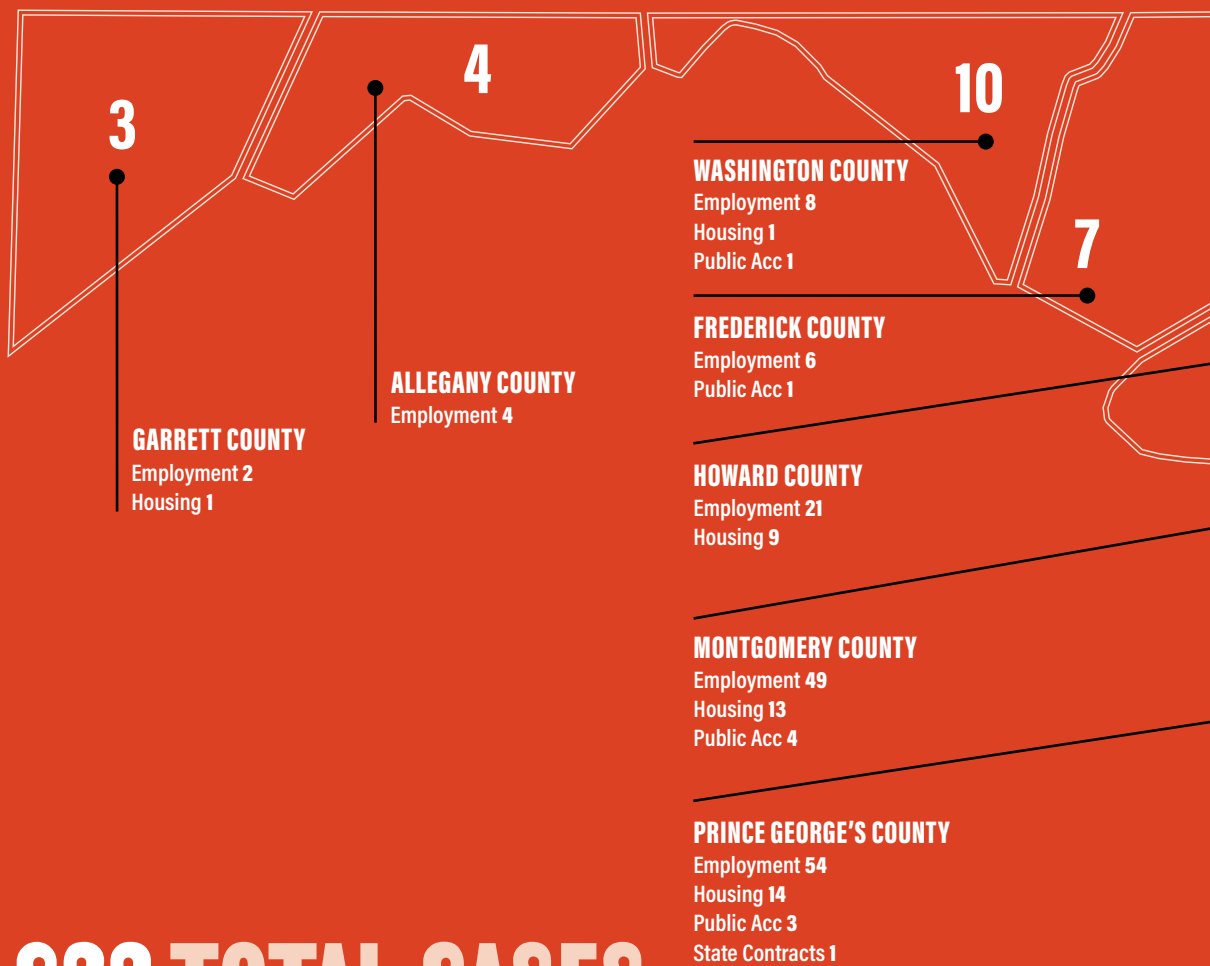 3
4
10
7
WASHINGTON COUNTY
Employment 8
Housing 1
Public Acc 1
FREDERICK COUNTY
Employment 6
Public Acc 1
ALLEGANY COUNTY
Employment 4
GARRETT COUNTY
Employment 2
Housing 1
HOWARD COUNTY
Employment 21
Housing 9
MONTGOMERY COUNTY
Employment 49
Housing 13
Public Acc 4
PRINCE GEORGE'S COUNTY
Employment 54
Housing 14
Public Acc 3
State Contracts 1
TOTAL CASES